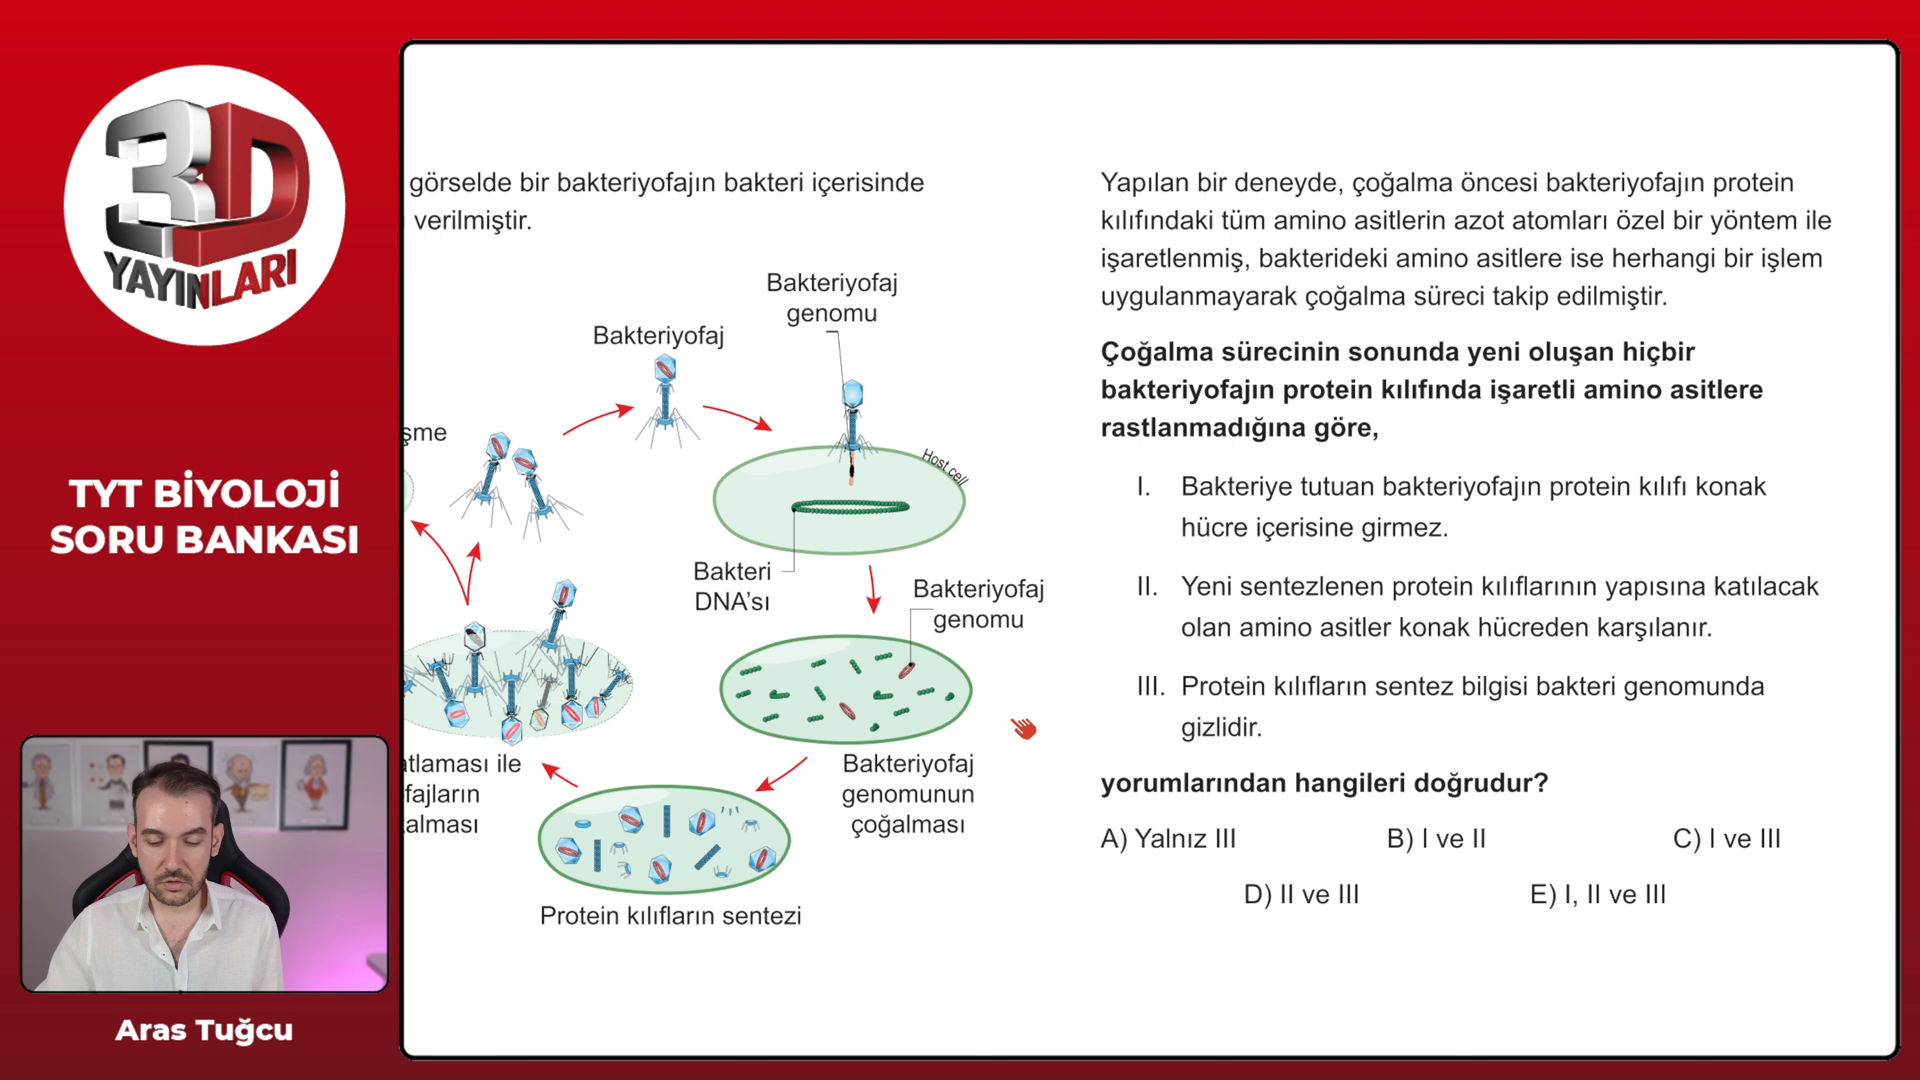 3D
YAYINLARI
TYT BİYOLOJİ
SORU BANKASI
Aras Tuğcu
görselde bir bakteriyofajın bakteri içerisinde
verilmiştir.
Bakteriyofaj
genomu
Bakteriyofaj
şme
Host cell
Bakteri
DNA’sı
Bakteriyofaj
genomu
atlaması ile
fajların
alması
Bakteriyofaj
genomunun
çoğalması
Protein kılıfların sentezi
Yapılan bir deneyde, çoğalma öncesi bakteriyofajın protein
kılıfındaki tüm amino asitlerin azot atomları özel bir yöntem ile
işaretlenmiş, bakterideki amino asitlere ise herhangi bir işlem
uygulanmayarak çoğalma süreci takip edilmiştir.
Çoğalma sürecinin sonunda yeni oluşan hiçbir
bakteriyofajın protein kılıfında işaretli amino asitlere
rastlanmadığına göre,
I. Bakteriye tutuan bakteriyofajın protein kılıfı konak
hücre içerisine girmez.
II. Yeni sentezlenen protein kılıflarının yapısına katılacak
olan amino asitler konak hücreden karşılanır.
III. Protein kılıfların sentez bilgisi bakteri genomunda
gizlidir.
yorumlarından hangileri doğrudur?
A) Yalnız III B) I ve II C) I ve III
D) II ve III E) I, II ve III